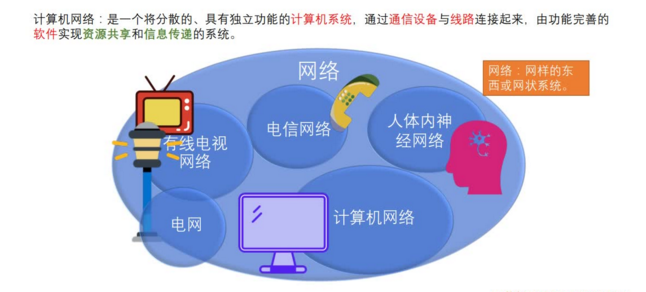 计算机网络：是一个将分散的、具有独立功能的计算机系统，通过通信设备与线路连接起来，由功能完善的
软件实现资源共享和信息传递的系统。
网络
网络：网样的东
西或网状系统。
电信网络
人体内神
经网络
有线电视
网络
电网
计算机网络